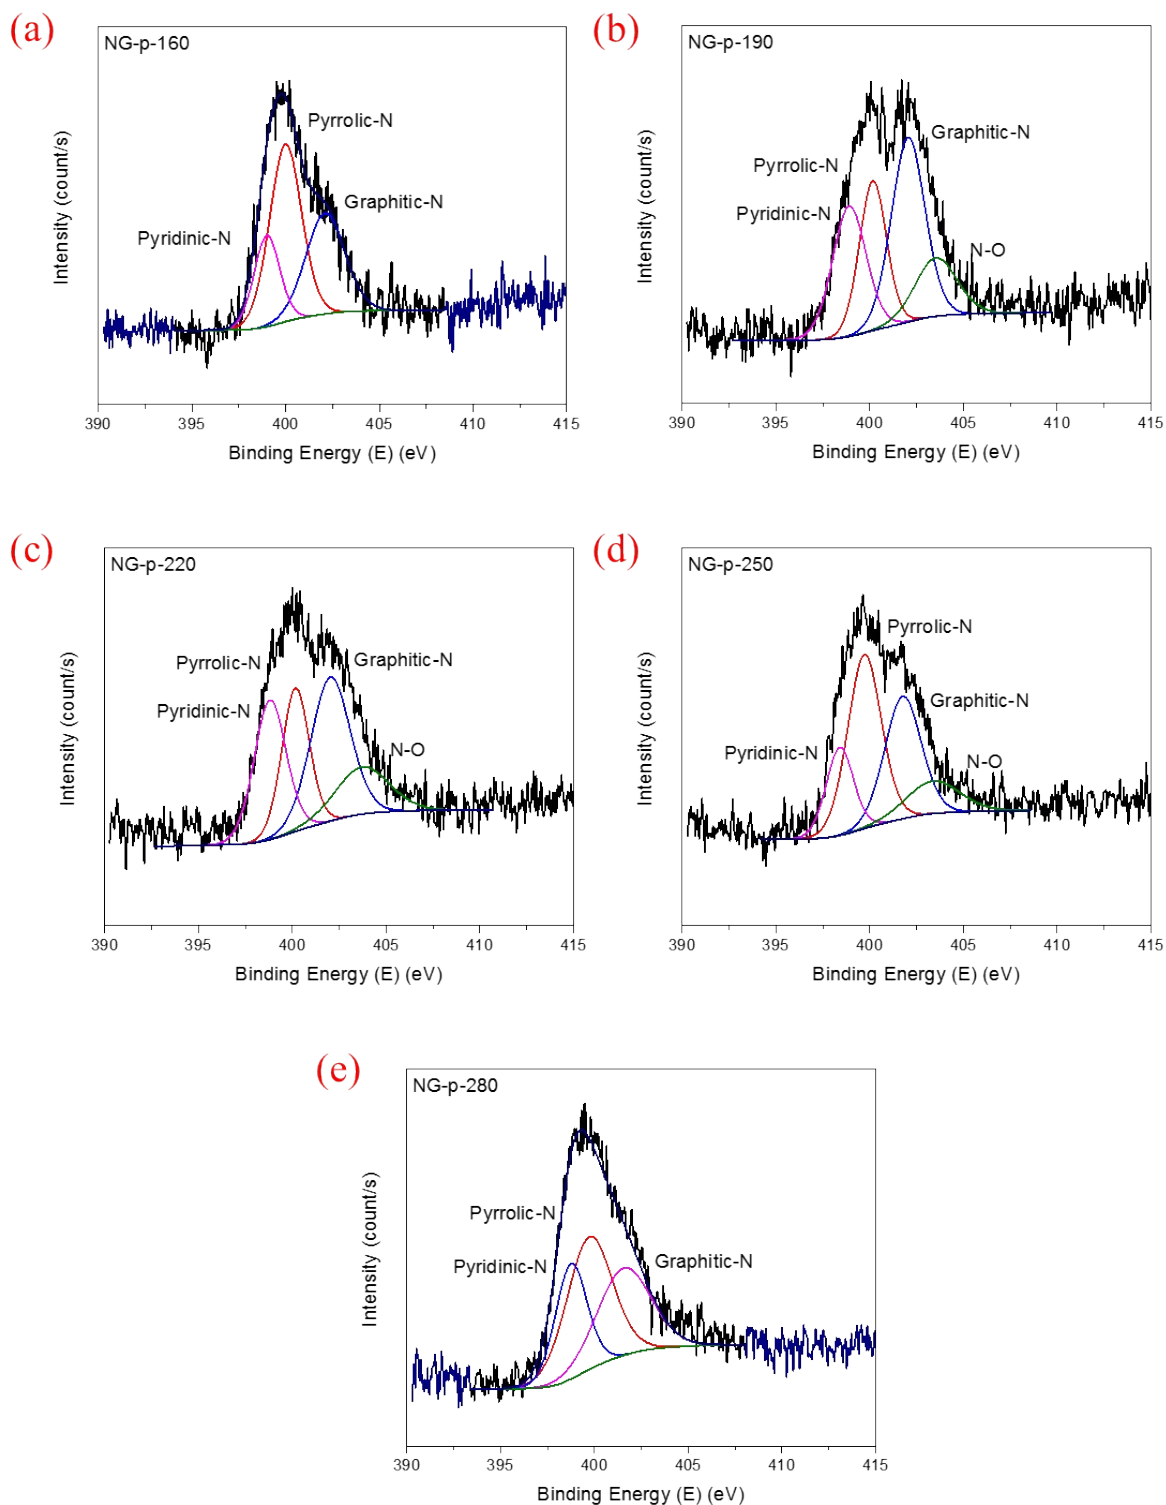 (a)
NG-p-160
Pyrrolic-N
Graphitic-N
Pyridinic-N
Intensity (count/s)
390 395 400 405 410 415
Binding Energy (E) (eV)
(b)
NG-p-190
Graphitic-N
Pyrrolic-N
Pyridinic-N
N-O
Intensity (count/s)
390 395 400 405 410 415
Binding Energy (E) (eV)
(c)
NG-p-220
Pyrrolic-N
Graphitic-N
Pyridinic-N
N-O
Intensity (count/s)
390 395 400 405 410 415
Binding Energy (E) (eV)
(d)
NG-p-250
Pyrrolic-N
Graphitic-N
Pyridinic-N
N-O
Intensity (count/s)
390 395 400 405 410 415
Binding Energy (E) (eV)
(e)
NG-p-280
Pyrrolic-N
Graphitic-N
Pyridinic-N
Intensity (count/s)
390 395 400 405 410 415
Binding Energy (E) (eV)